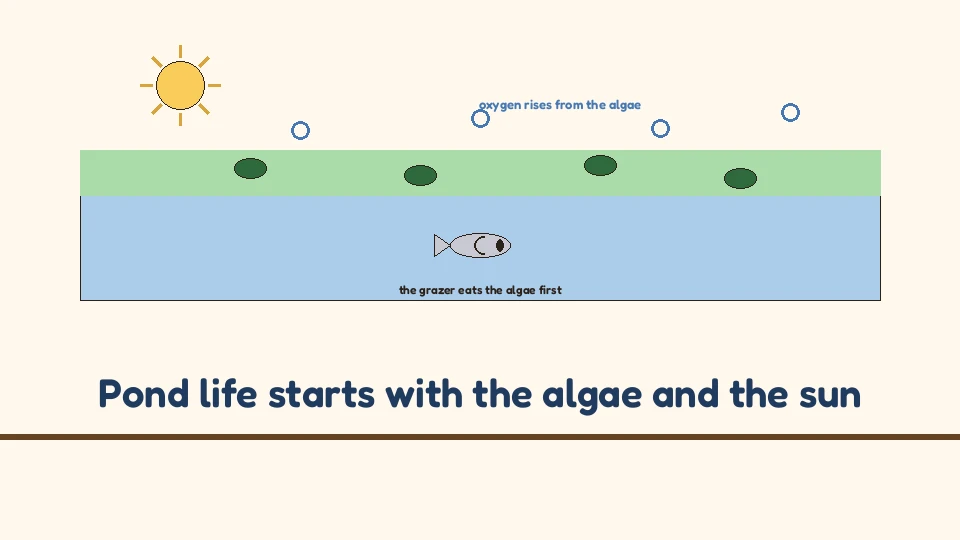 oxygen rises from the algae
the grazer eats the algae first
Pond life starts with the algae and the sun